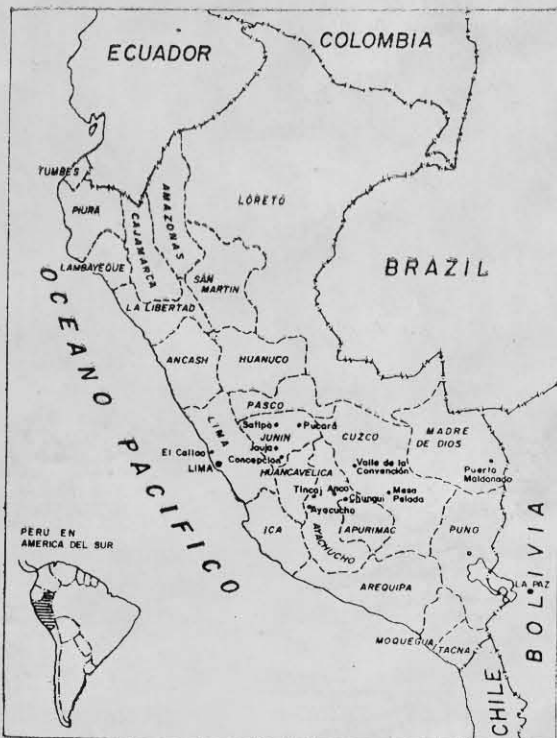 ECUADOR
COLOMBIA
TUMBES
PIURA
AMAZONAS
CAJAMARCA
LORETO
LAMBAYEQUE
SAN
MARTIN
LA LIBERTAD
BRAZIL
OCEANO PACIFICO
ANCASH
HUANUCO
PASCO
LIMA
Satipo
Pucará
JUNIN
CUZCO
MADRE
DE DIOS
Jauja
El Callao
LIMA
Concepción
HUANCAVELICA
Valle de la
Convención
Puerto
Maldonado
Tincoj
Anco
Chungui
Mesa
Pelada
Ayacucho
ICA
AYACHUCHO
IAPURIMAC
PUNO
PERU EN
AMERICA DEL SUR
AREQUIPA
LA PAZ
BOLIVIA
MOQUEGUA
TACNA
CHILE